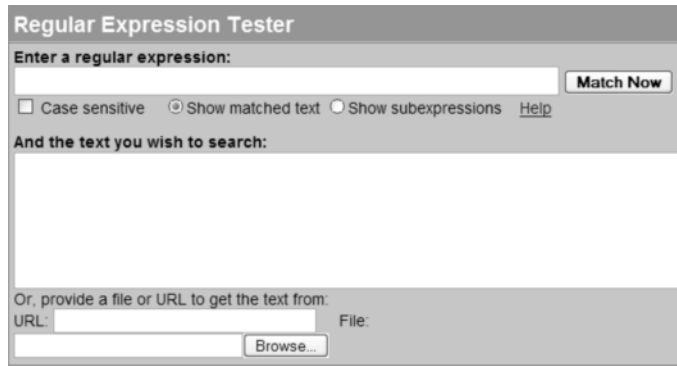 Regular Expression Tester
Enter a regular expression:
Match Now
Case sensitive Show matched text Show subexpressions Help
And the text you wish to search:
Or, provide a file or URL to get the text from:
URL: File:
Browse...